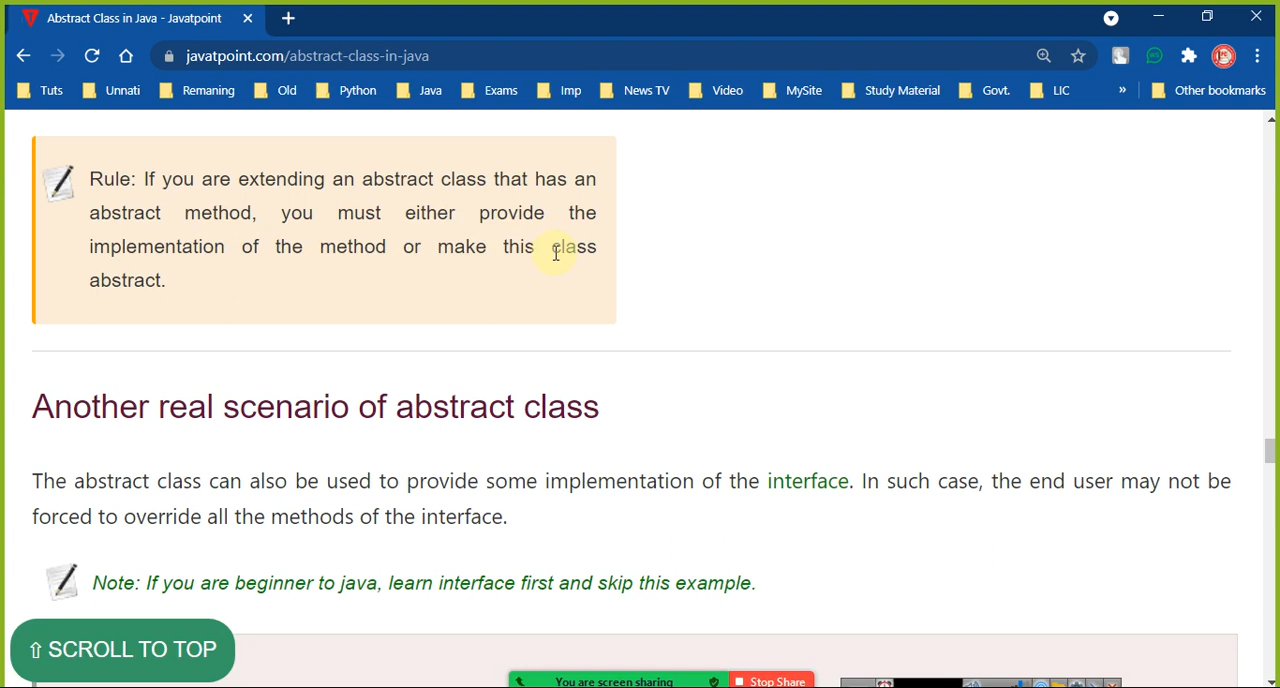 Abstract Class in Java - Javatpoint
javatpoint.com/abstract-class-in-java
Tuts Unnati Remaning Old Python Java Exams Imp News TV Video MySite Study Material Govt. LIC » Other bookmarks
Rule: If you are extending an abstract class that has an
abstract method, you must either provide the
implementation of the method or make this class
abstract.
Another real scenario of abstract class
The abstract class can also be used to provide some implementation of the interface. In such case, the end user may not be
forced to override all the methods of the interface.
Note: If you are beginner to java, learn interface first and skip this example.
⇧ SCROLL TO TOP
You are screen sharing Stop Share